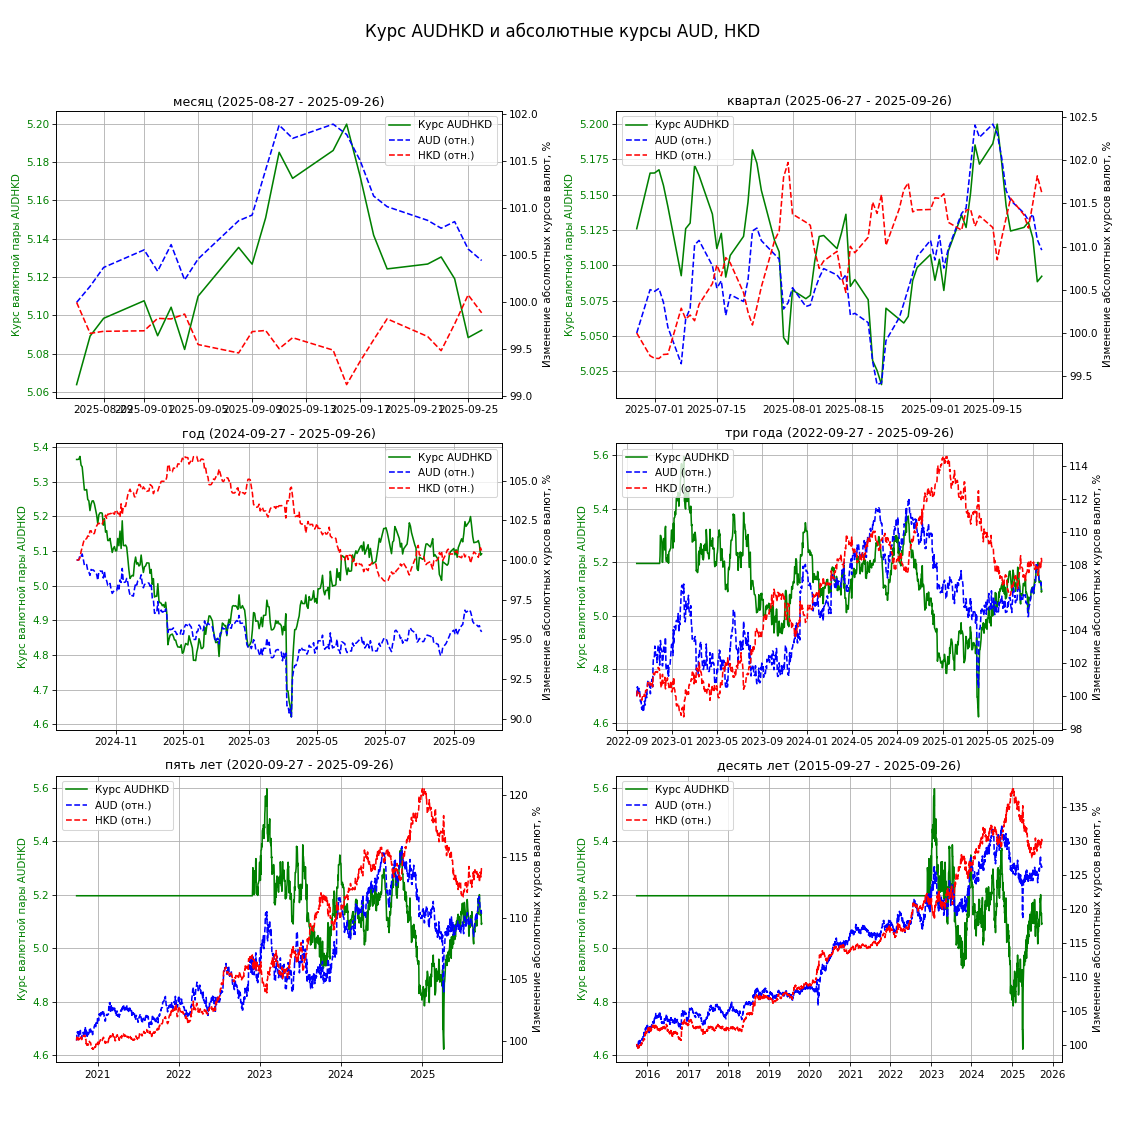 Курс AUDHKD и абсолютные курсы AUD, HKD
месяц (2025-08-27 - 2025-09-26)
Курс валютной пары AUDHKD
5.20
5.18
5.16
5.14
5.12
5.10
5.08
5.06
102.0
101.5
101.0
100.5
100.0
99.5
99.0
Изменение абсолютных курсов валют, %
Курс AUDHKD
AUD (отн.)
HKD (отн.)
2025-08-29 2025-09-01 2025-09-05 2025-09-09 2025-09-13 2025-09-17 2025-09-21 2025-09-25
квартал (2025-06-27 - 2025-09-26)
Курс валютной пары AUDHKD
5.200
5.175
5.150
5.125
5.100
5.075
5.050
5.025
102.5
102.0
101.5
101.0
100.5
100.0
99.5
Изменение абсолютных курсов валют, %
Курс AUDHKD
AUD (отн.)
HKD (отн.)
2025-07-01 2025-07-15 2025-08-01 2025-08-15 2025-09-01 2025-09-15
год (2024-09-27 - 2025-09-26)
Курс валютной пары AUDHKD
5.4
5.3
5.2
5.1
5.0
4.9
4.8
4.7
4.6
105.0
102.5
100.0
97.5
95.0
92.5
90.0
Изменение абсолютных курсов валют, %
Курс AUDHKD
AUD (отн.)
HKD (отн.)
2024-11 2025-01 2025-03 2025-05 2025-07 2025-09
три года (2022-09-27 - 2025-09-26)
Курс валютной пары AUDHKD
5.6
5.4
5.2
5.0
4.8
4.6
114
112
110
108
106
104
102
100
98
Изменение абсолютных курсов валют, %
Курс AUDHKD
AUD (отн.)
HKD (отн.)
2022-09 2023-01 2023-05 2023-09 2024-01 2024-05 2024-09 2025-01 2025-05 2025-09
пять лет (2020-09-27 - 2025-09-26)
Курс валютной пары AUDHKD
5.6
5.4
5.2
5.0
4.8
4.6
120
115
110
105
100
Изменение абсолютных курсов валют, %
Курс AUDHKD
AUD (отн.)
HKD (отн.)
2021 2022 2023 2024 2025
десять лет (2015-09-27 - 2025-09-26)
Курс валютной пары AUDHKD
5.6
5.4
5.2
5.0
4.8
4.6
135
130
125
120
115
110
105
100
Изменение абсолютных курсов валют, %
Курс AUDHKD
AUD (отн.)
HKD (отн.)
2016 2017 2018 2019 2020 2021 2022 2023 2024 2025 2026